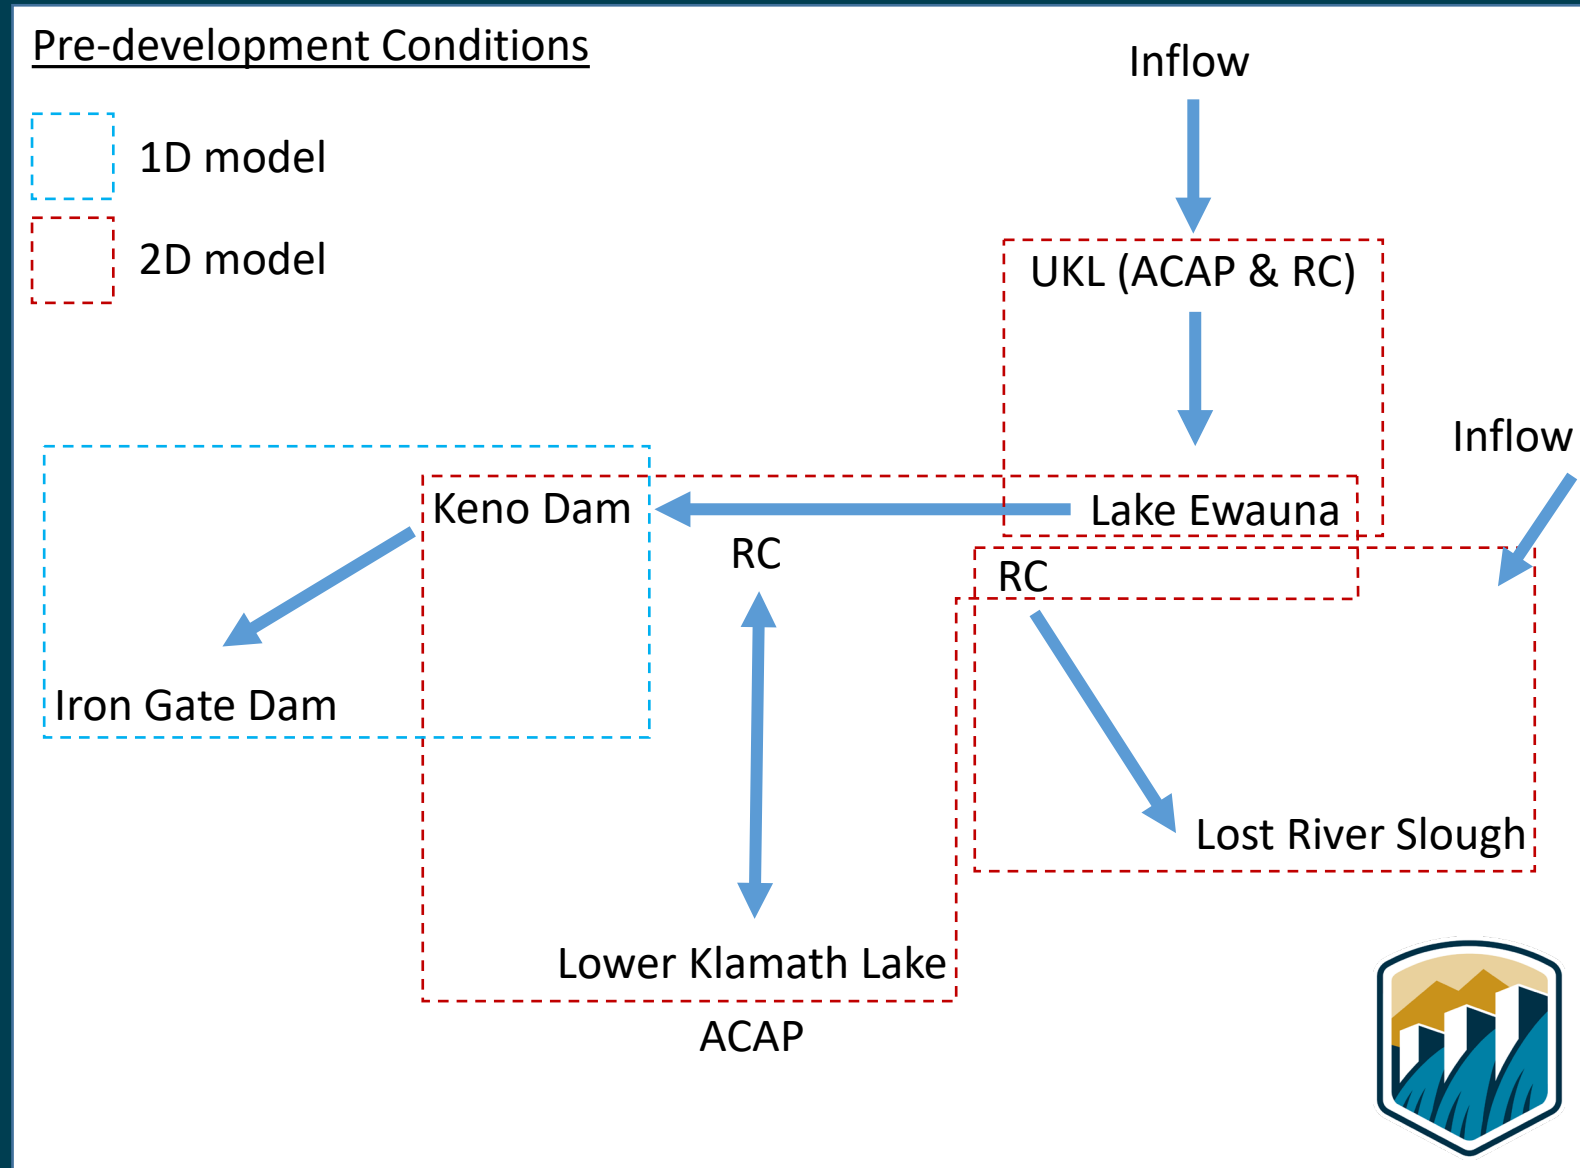 Pre-development Conditions
1D model
2D model
Inflow
UKL (ACAP & RC)
Inflow
Keno Dam
Lake Ewauna
RC
RC
Iron Gate Dam
Lost River Slough
Lower Klamath Lake
ACAP